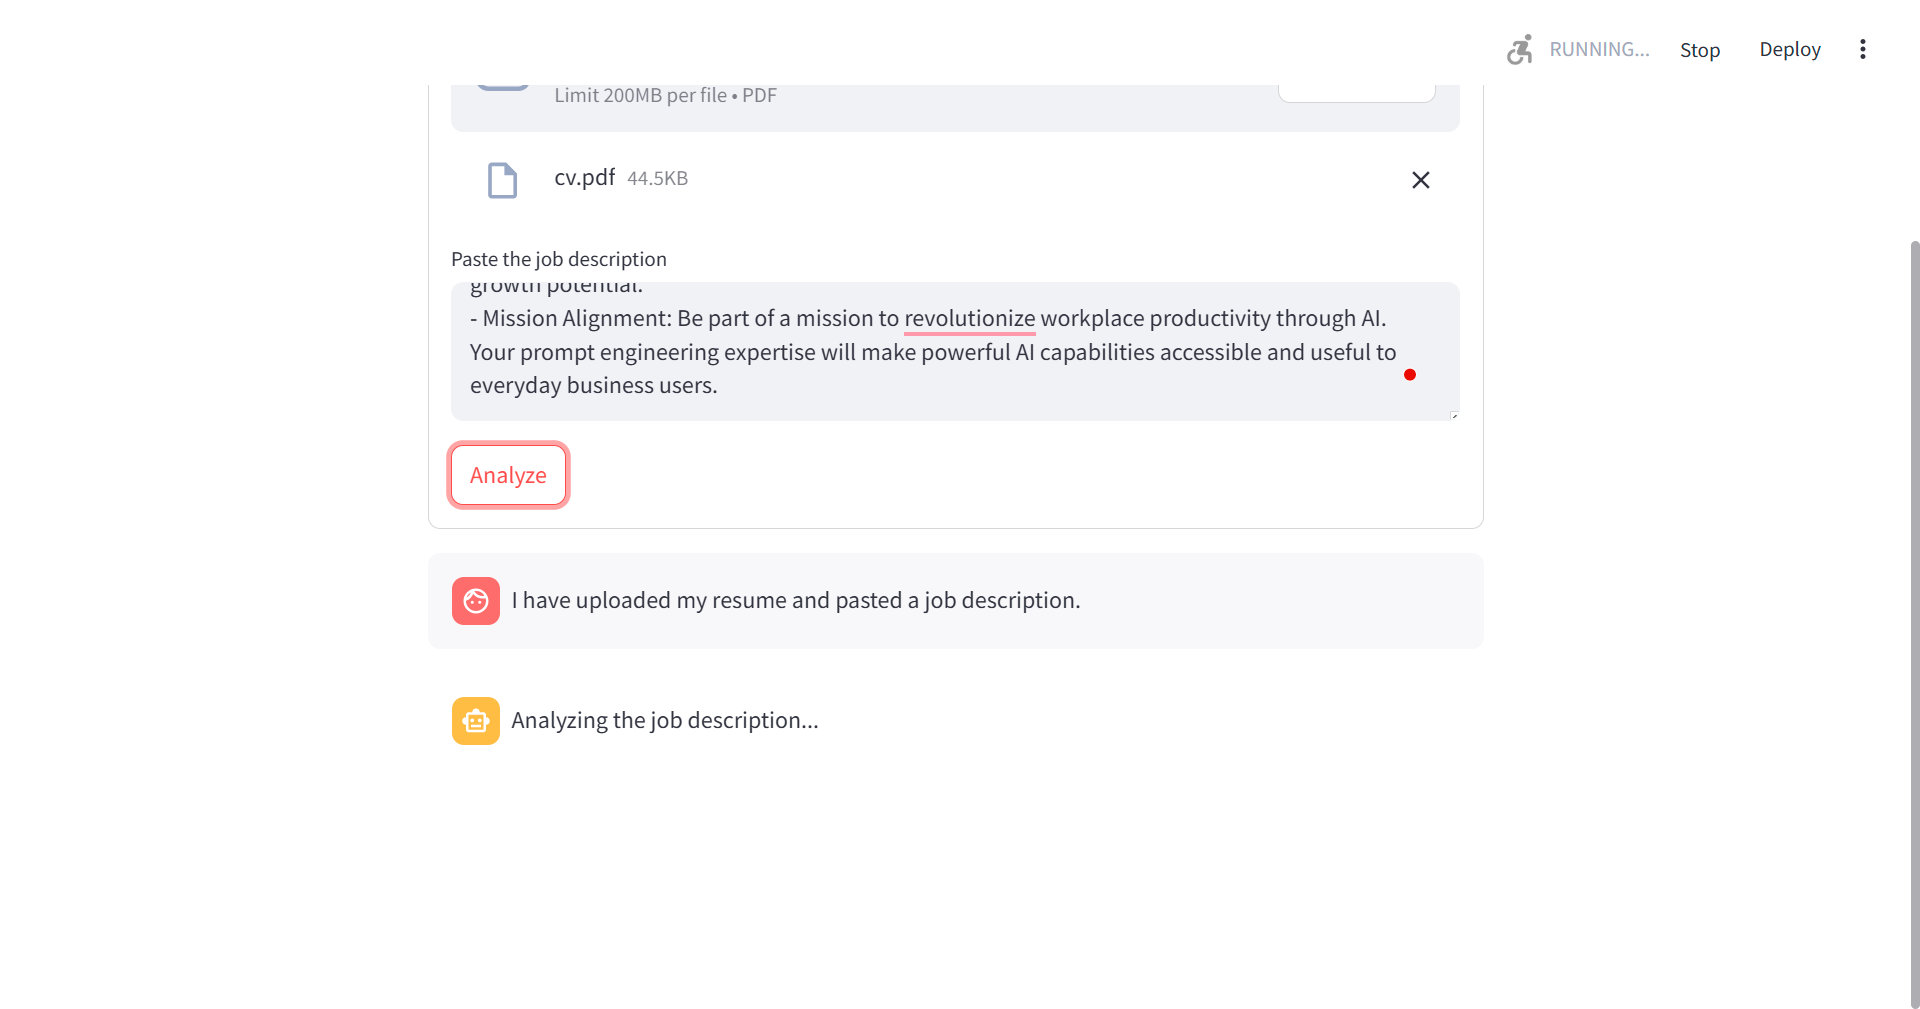 RUNNING...
Stop
Deploy
Limit 200MB per file • PDF
cv.pdf 44.5KB
Paste the job description
growth potential.
- Mission Alignment: Be part of a mission to revolutionize workplace productivity through AI.
Your prompt engineering expertise will make powerful AI capabilities accessible and useful to
everyday business users.
Analyze
I have uploaded my resume and pasted a job description.
Analyzing the job description...